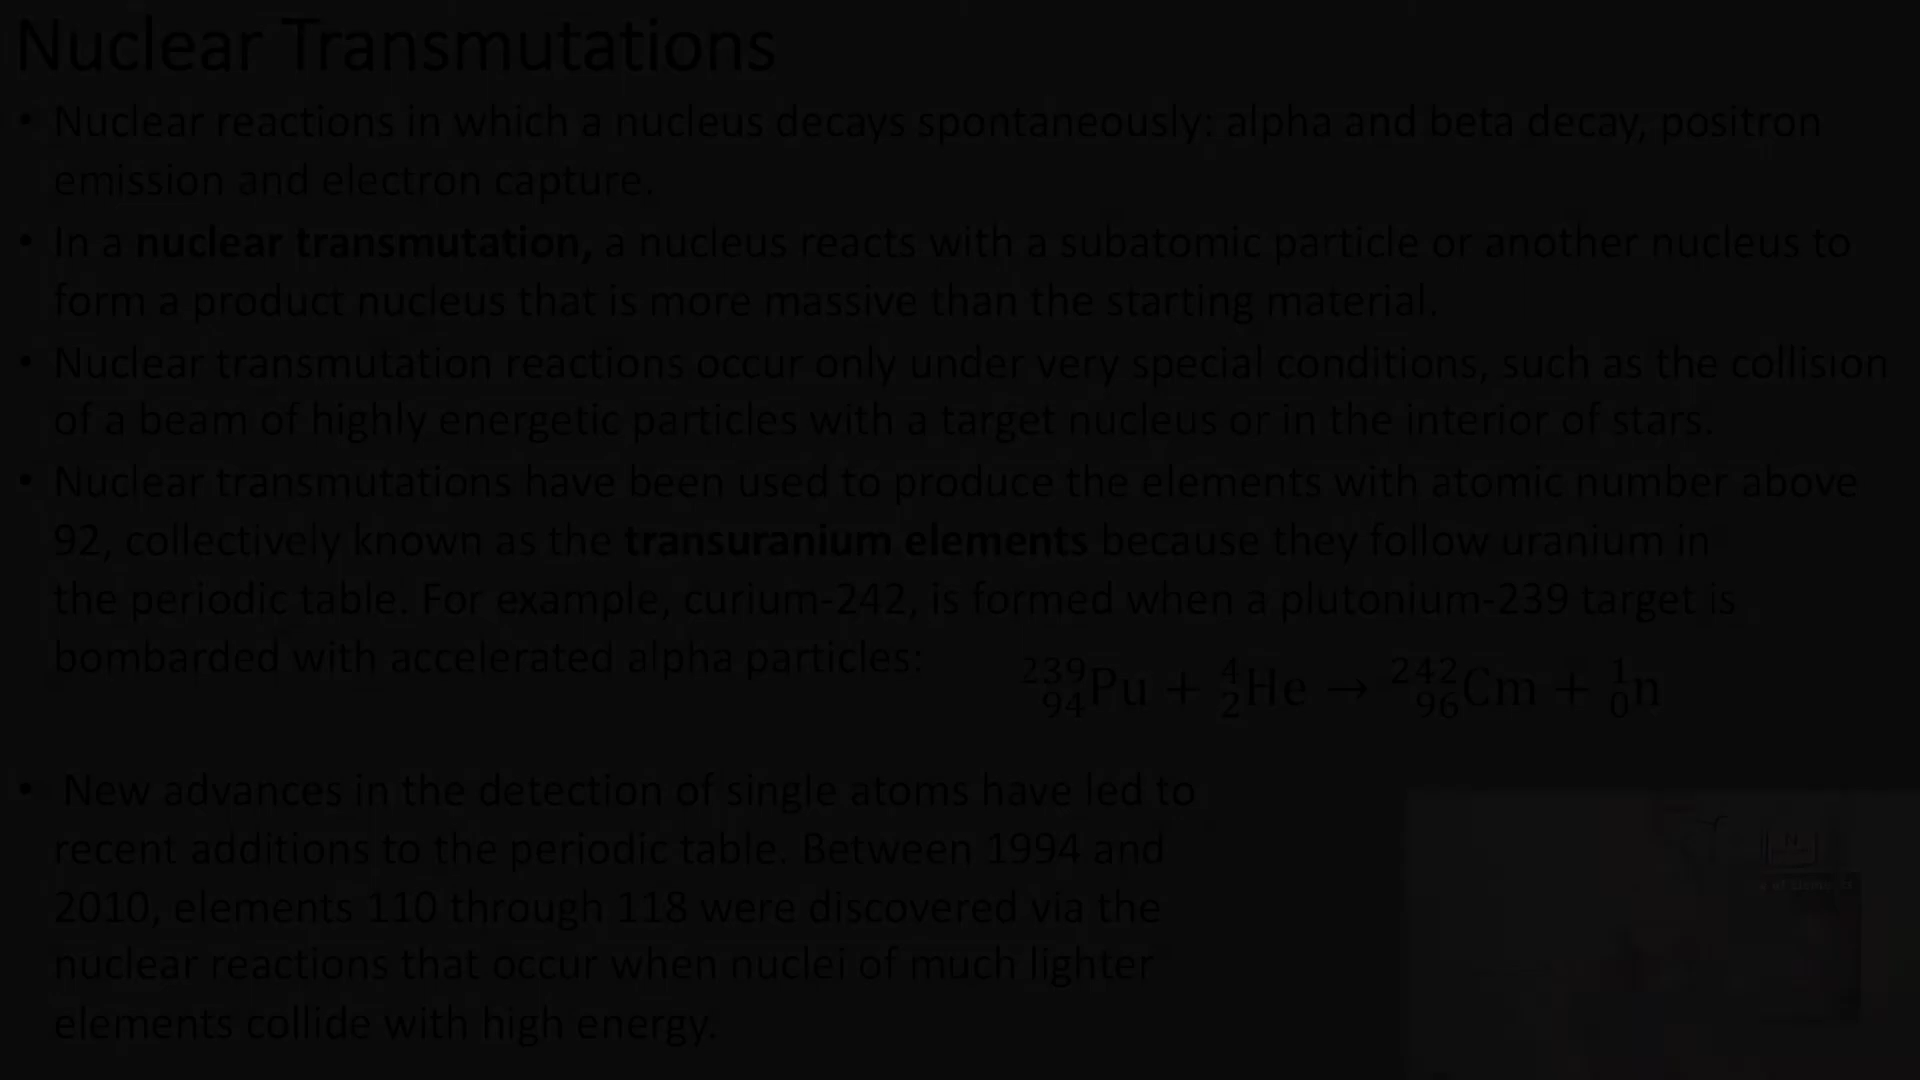 Nuclear Transmutations
• Nuclear reactions in which a nucleus decays spontaneously: alpha and beta decay, positron
emission and electron capture.
• In a nuclear transmutation, a nucleus reacts with a subatomic particle or another nucleus to
form a product nucleus that is more massive than the starting material.
• Nuclear transmutation reactions occur only under very special conditions, such as the collision
of a beam of highly energetic particles with a target nucleus or in the interior of stars.
• Nuclear transmutations have been used to produce the elements with atomic number above
92, collectively known as the transuranium elements because they follow uranium in
the periodic table. For example, curium-242, is formed when a plutonium-239 target is
bombarded with accelerated alpha particles:
²³⁹₉₄Pu + ⁴₂He → ²⁴²₉₆Cm + ¹₀n
• New advances in the detection of single atoms have led to
recent additions to the periodic table. Between 1994 and
2010, elements 110 through 118 were discovered via the
nuclear reactions that occur when nuclei of much lighter
elements collide with high energy.
N
of Elements